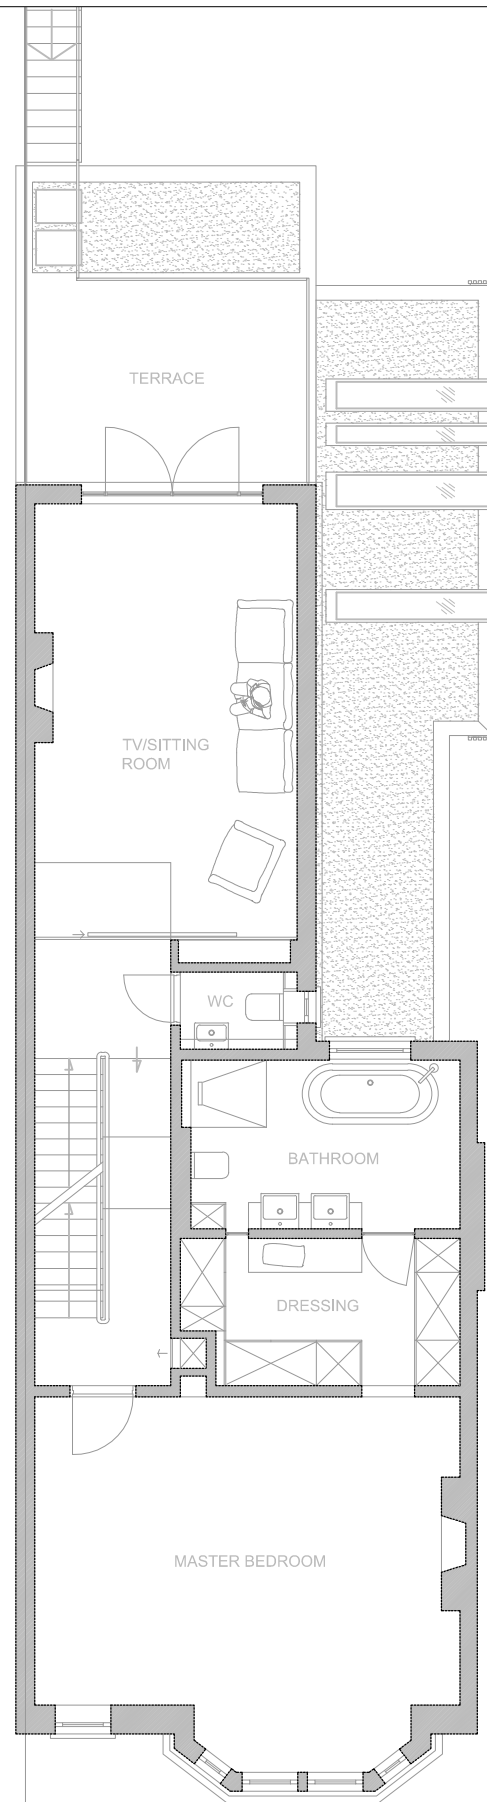 TERRACE
TV/SITTING
ROOM
WC
BATHROOM
DRESSING
MASTER BEDROOM